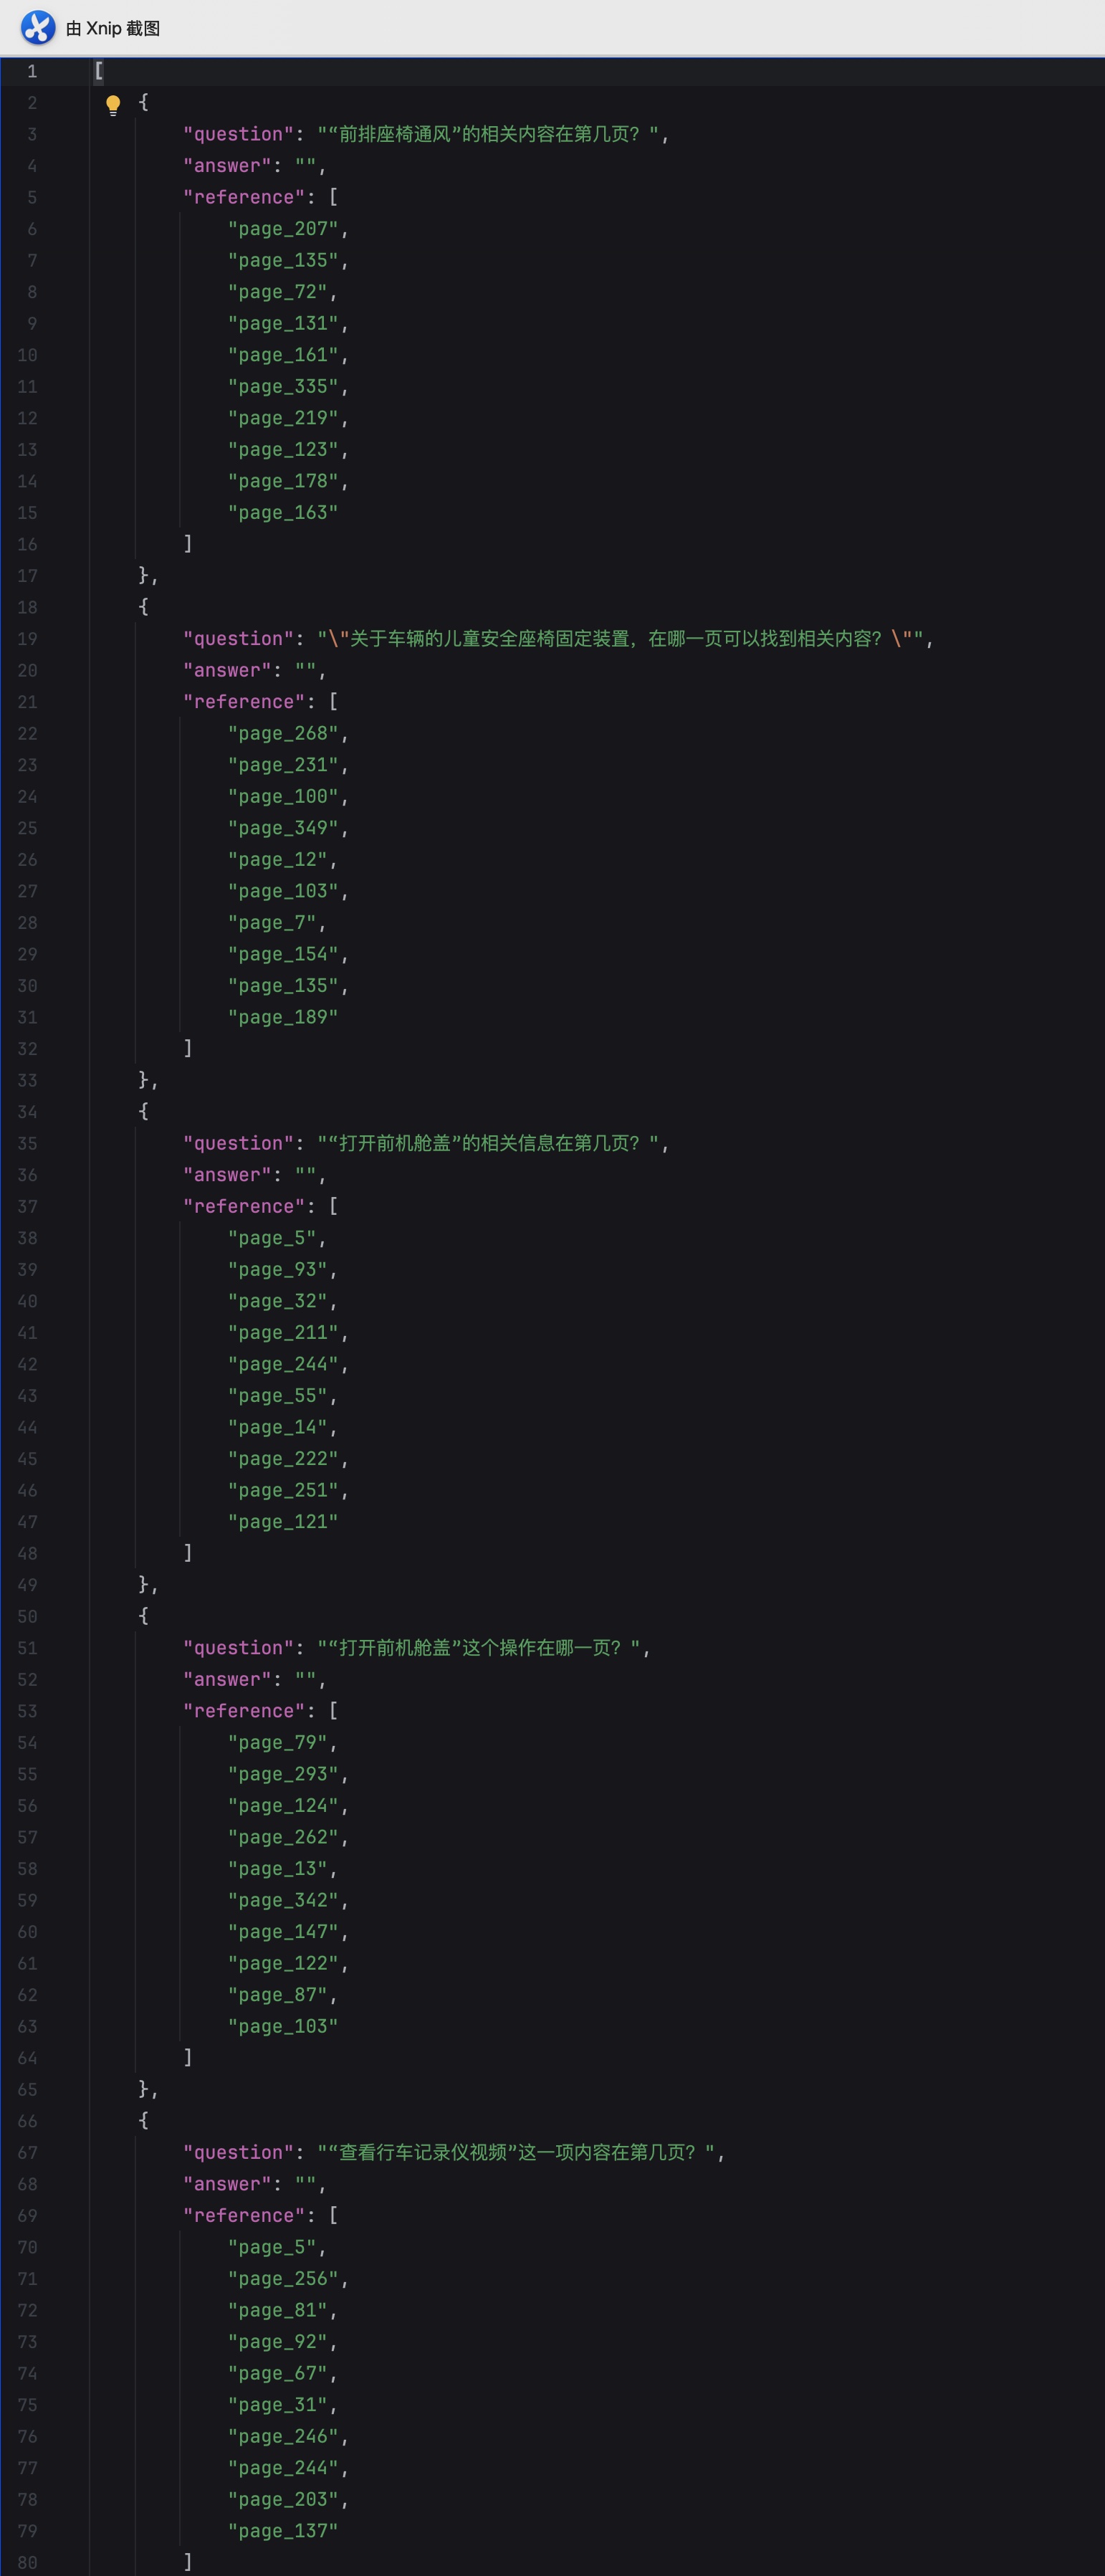 由 Xnip 截图
1 [
2 {
3 "question": "“前排座椅通风”的相关内容在第几页？",
4 "answer": "",
5 "reference": [
6 "page_207",
7 "page_135",
8 "page_72",
9 "page_131",
10 "page_161",
11 "page_335",
12 "page_219",
13 "page_123",
14 "page_178",
15 "page_163"
16 ]
17 },
18 {
19 "question": "\"关于车辆的儿童安全座椅固定装置，在哪一页可以找到相关内容？\"",
20 "answer": "",
21 "reference": [
22 "page_268",
23 "page_231",
24 "page_100",
25 "page_349",
26 "page_12",
27 "page_103",
28 "page_7",
29 "page_154",
30 "page_135",
31 "page_189"
32 ]
33 },
34 {
35 "question": "“打开前机舱盖”的相关信息在第几页？",
36 "answer": "",
37 "reference": [
38 "page_5",
39 "page_93",
40 "page_32",
41 "page_211",
42 "page_244",
43 "page_55",
44 "page_14",
45 "page_222",
46 "page_251",
47 "page_121"
48 ]
49 },
50 {
51 "question": "“打开前机舱盖”这个操作在哪一页？",
52 "answer": "",
53 "reference": [
54 "page_79",
55 "page_293",
56 "page_124",
57 "page_262",
58 "page_13",
59 "page_342",
60 "page_147",
61 "page_122",
62 "page_87",
63 "page_103"
64 ]
65 },
66 {
67 "question": "“查看行车记录仪视频”这一项内容在第几页？",
68 "answer": "",
69 "reference": [
70 "page_5",
71 "page_256",
72 "page_81",
73 "page_92",
74 "page_67",
75 "page_31",
76 "page_246",
77 "page_244",
78 "page_203",
79 "page_137"
80 ]